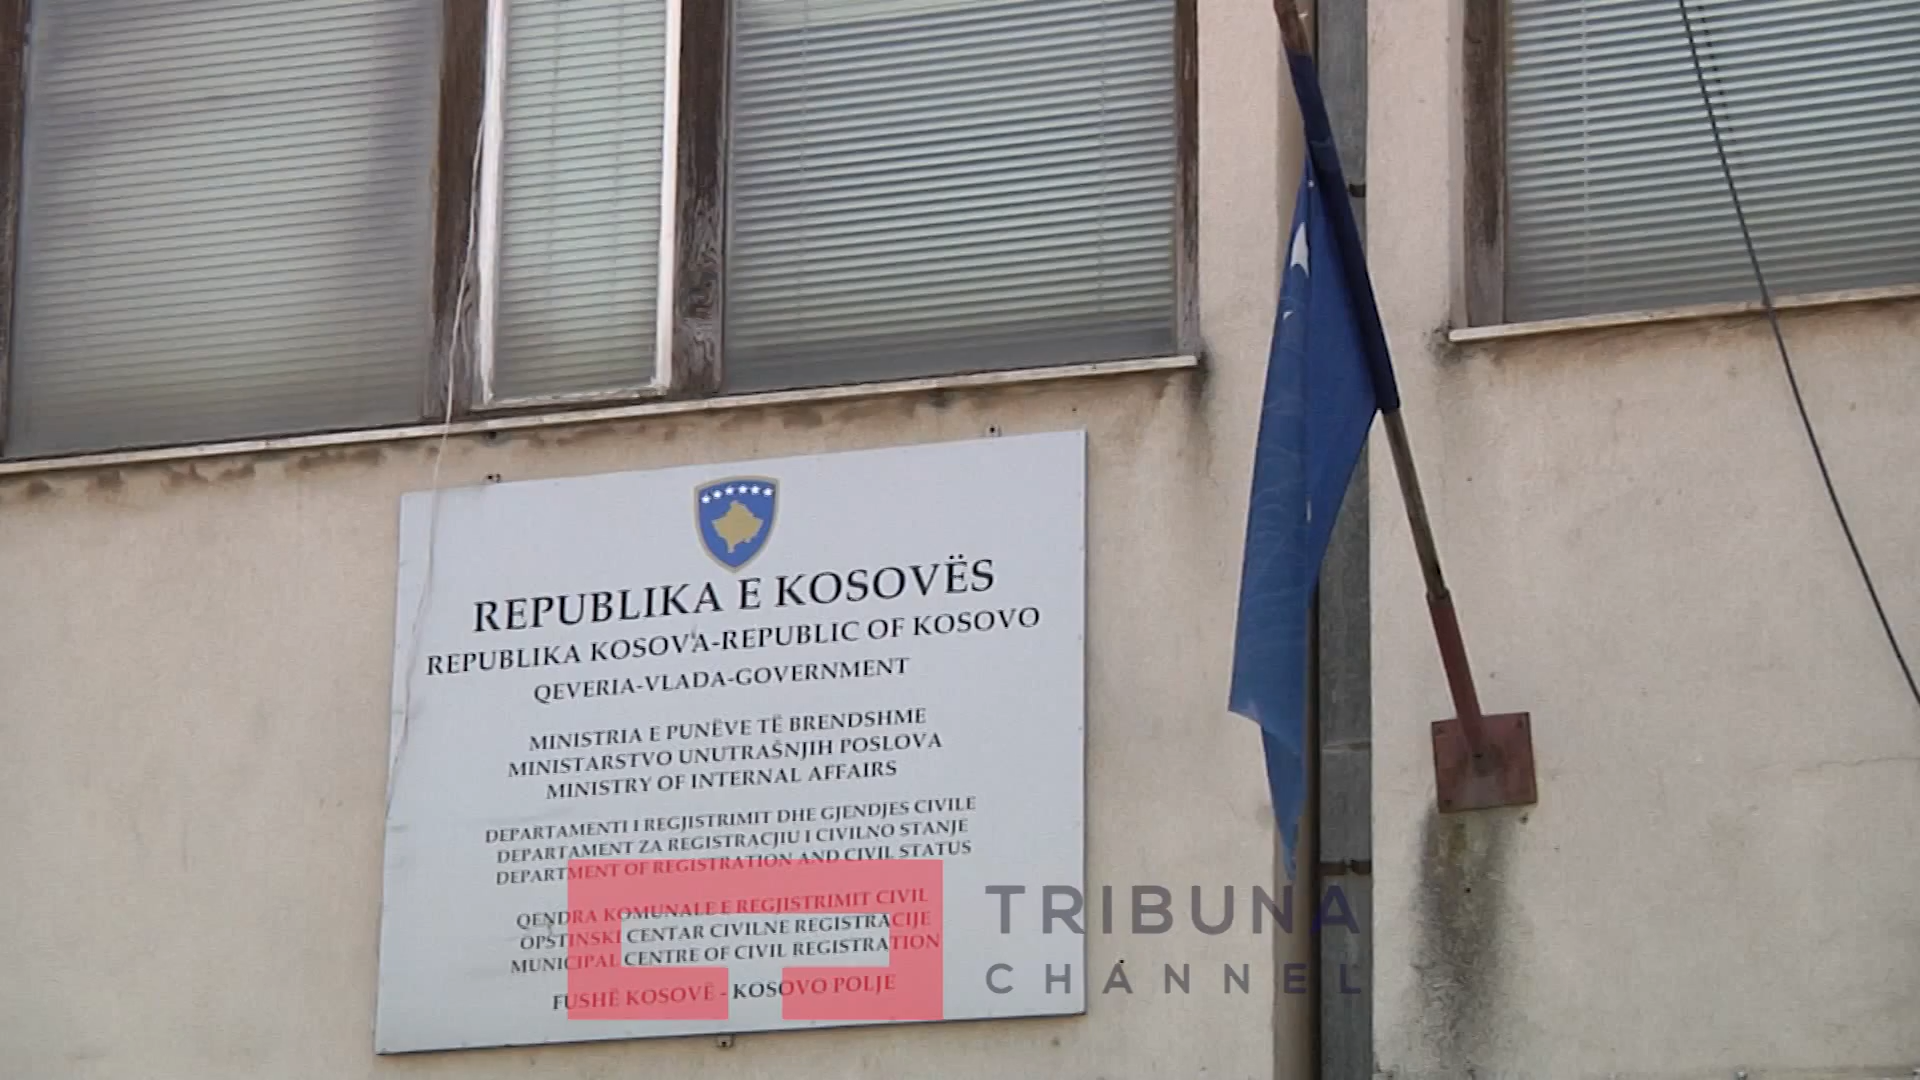 REPUBLIKA E KOSOVËS
REPUBLIKA KOSOVA-REPUBLIC OF KOSOVO
QEVERIA-VLADA-GOVERNMENT
MINISTRIA E PUNËVE TË BRENDSHME
MINISTARSTVO UNUTRAŠNJIH POSLOVA
MINISTRY OF INTERNAL AFFAIRS
DEPARTAMENTI I REGJISTRIMIT DHE GJENDJES CIVILE
DEPARTAMENT ZA REGISTRACJIU I CIVILNO STANJE
DEPARTMENT OF REGISTRATION AND CIVIL STATUS
QENDRA KOMUNALE E REGJISTRIMIT CIVIL
OPSTINSKI CENTAR CIVILNE REGISTRACIJE
MUNICIPAL CENTRE OF CIVIL REGISTRATION
FUSHË KOSOVË - KOSOVO POLJE
TRIBUNA
CHANNEL